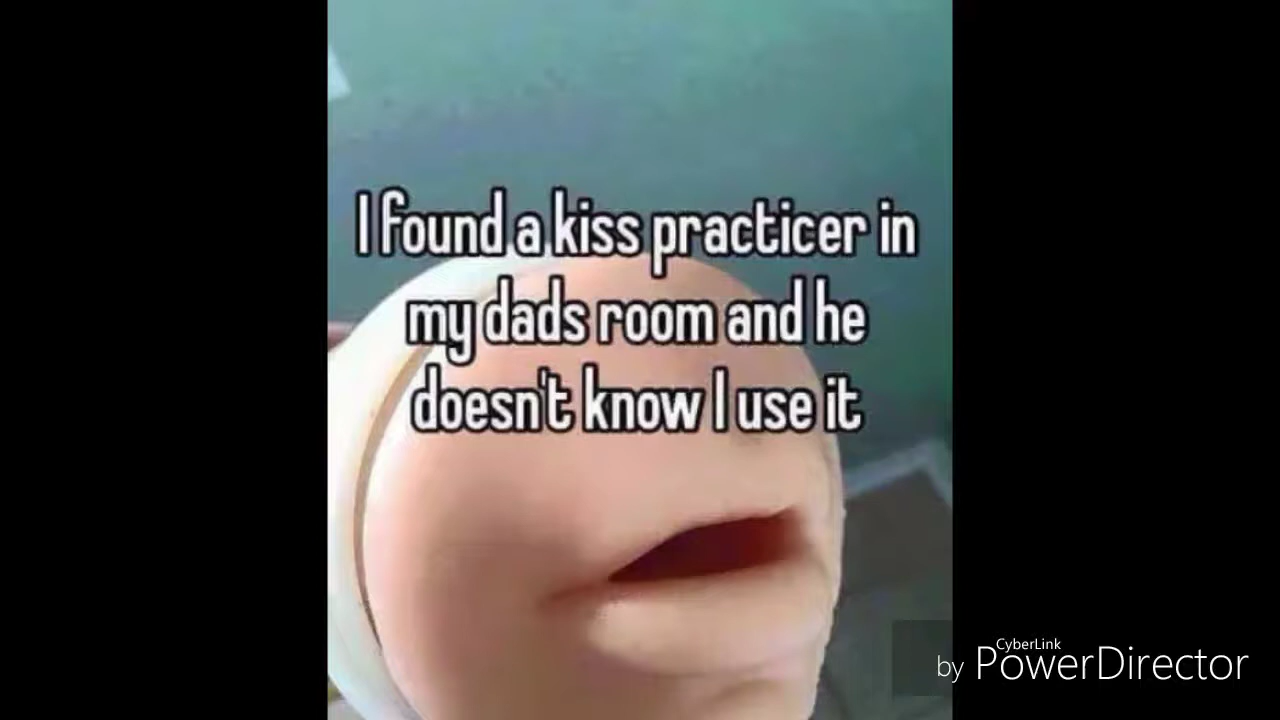 I found a kiss practicer in
my dads room and he
doesn't know I use it
CyberLink
by PowerDirector